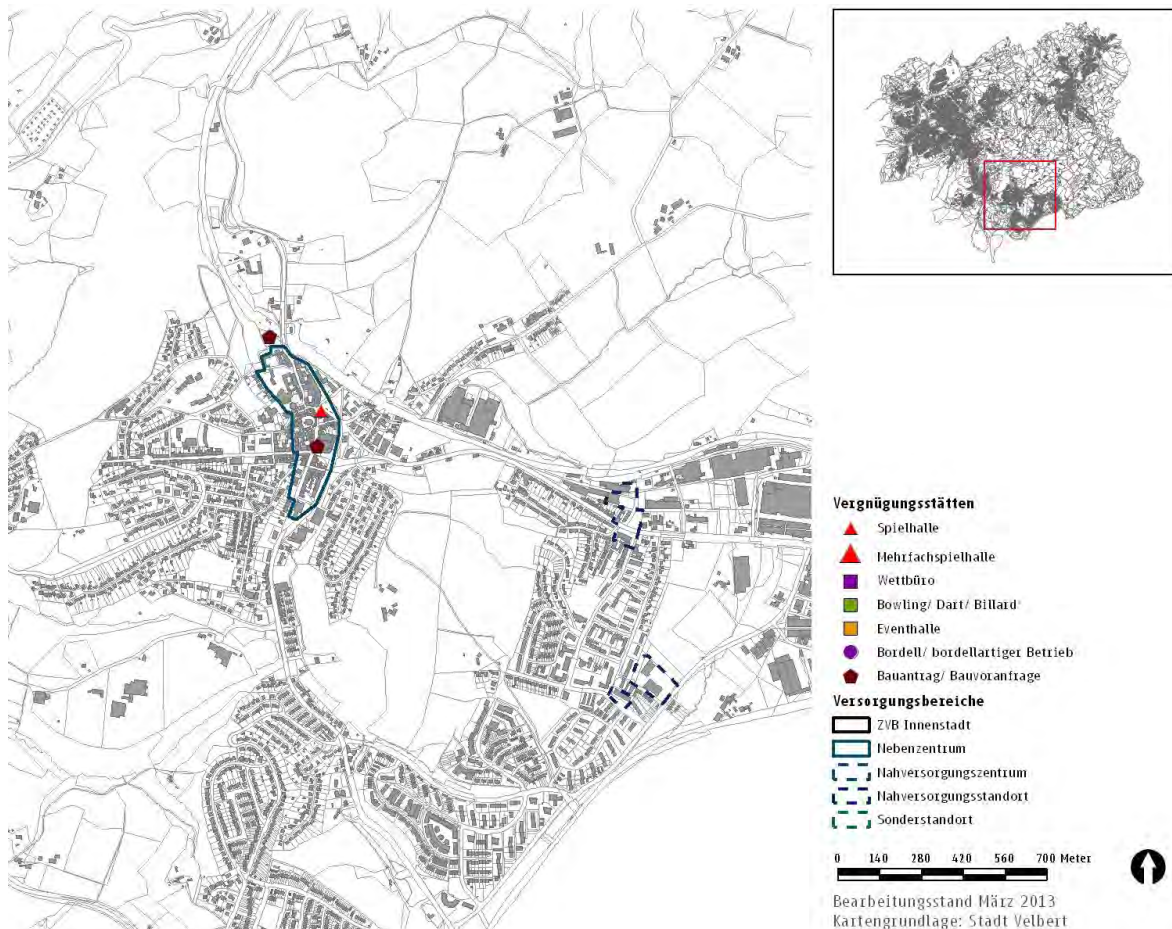 Vergnügungsstätten
Spielhalle
Mehrfachspielhalle
Wettbüro
Bowling/ Dart/ Billard
Eventhalle
Bordell/ bordellartiger Betrieb
Bauantrag/ Bauvoranfrage
Versorgungsbereiche
ZVB Innenstadt
Nebenzentrum
Nahversorgungszentrum
Nahversorgungsstandort
Sonderstandort
0 140 280 420 560 700 Meter
Bearbeitungsstand März 2013
Kartengrundlage: Stadt Velbert